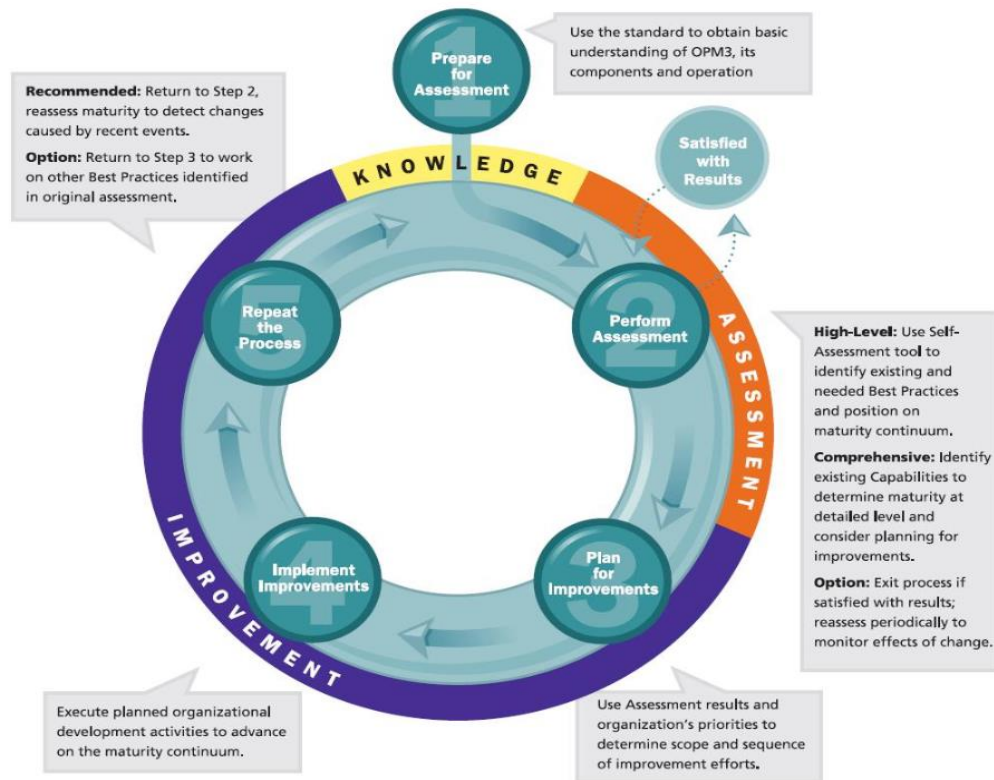 1
Prepare
for
Assessment
Use the standard to obtain basic
understanding of OPM3, its
components and operation
Recommended: Return to Step 2,
reassess maturity to detect changes
caused by recent events.
Option: Return to Step 3 to work
on other Best Practices identified
in original assessment.
Satisfied
with
Results
KNOWLEDGE
ASSESSMENT
IMPROVEMENT
5
Repeat
the
Process
2
Perform
Assessment
High-Level: Use Self-
Assessment tool to
identify existing and
needed Best Practices
and position on
maturity continuum.
Comprehensive: Identify
existing Capabilities to
determine maturity at
detailed level and
consider planning for
improvements.
Option: Exit process if
satisfied with results;
reassess periodically to
monitor effects of change.
4
Implement
Improvements
3
Plan
for
Improvements
Execute planned organizational
development activities to advance
on the maturity continuum.
Use Assessment results and
organization's priorities to
determine scope and sequence
of improvement efforts.